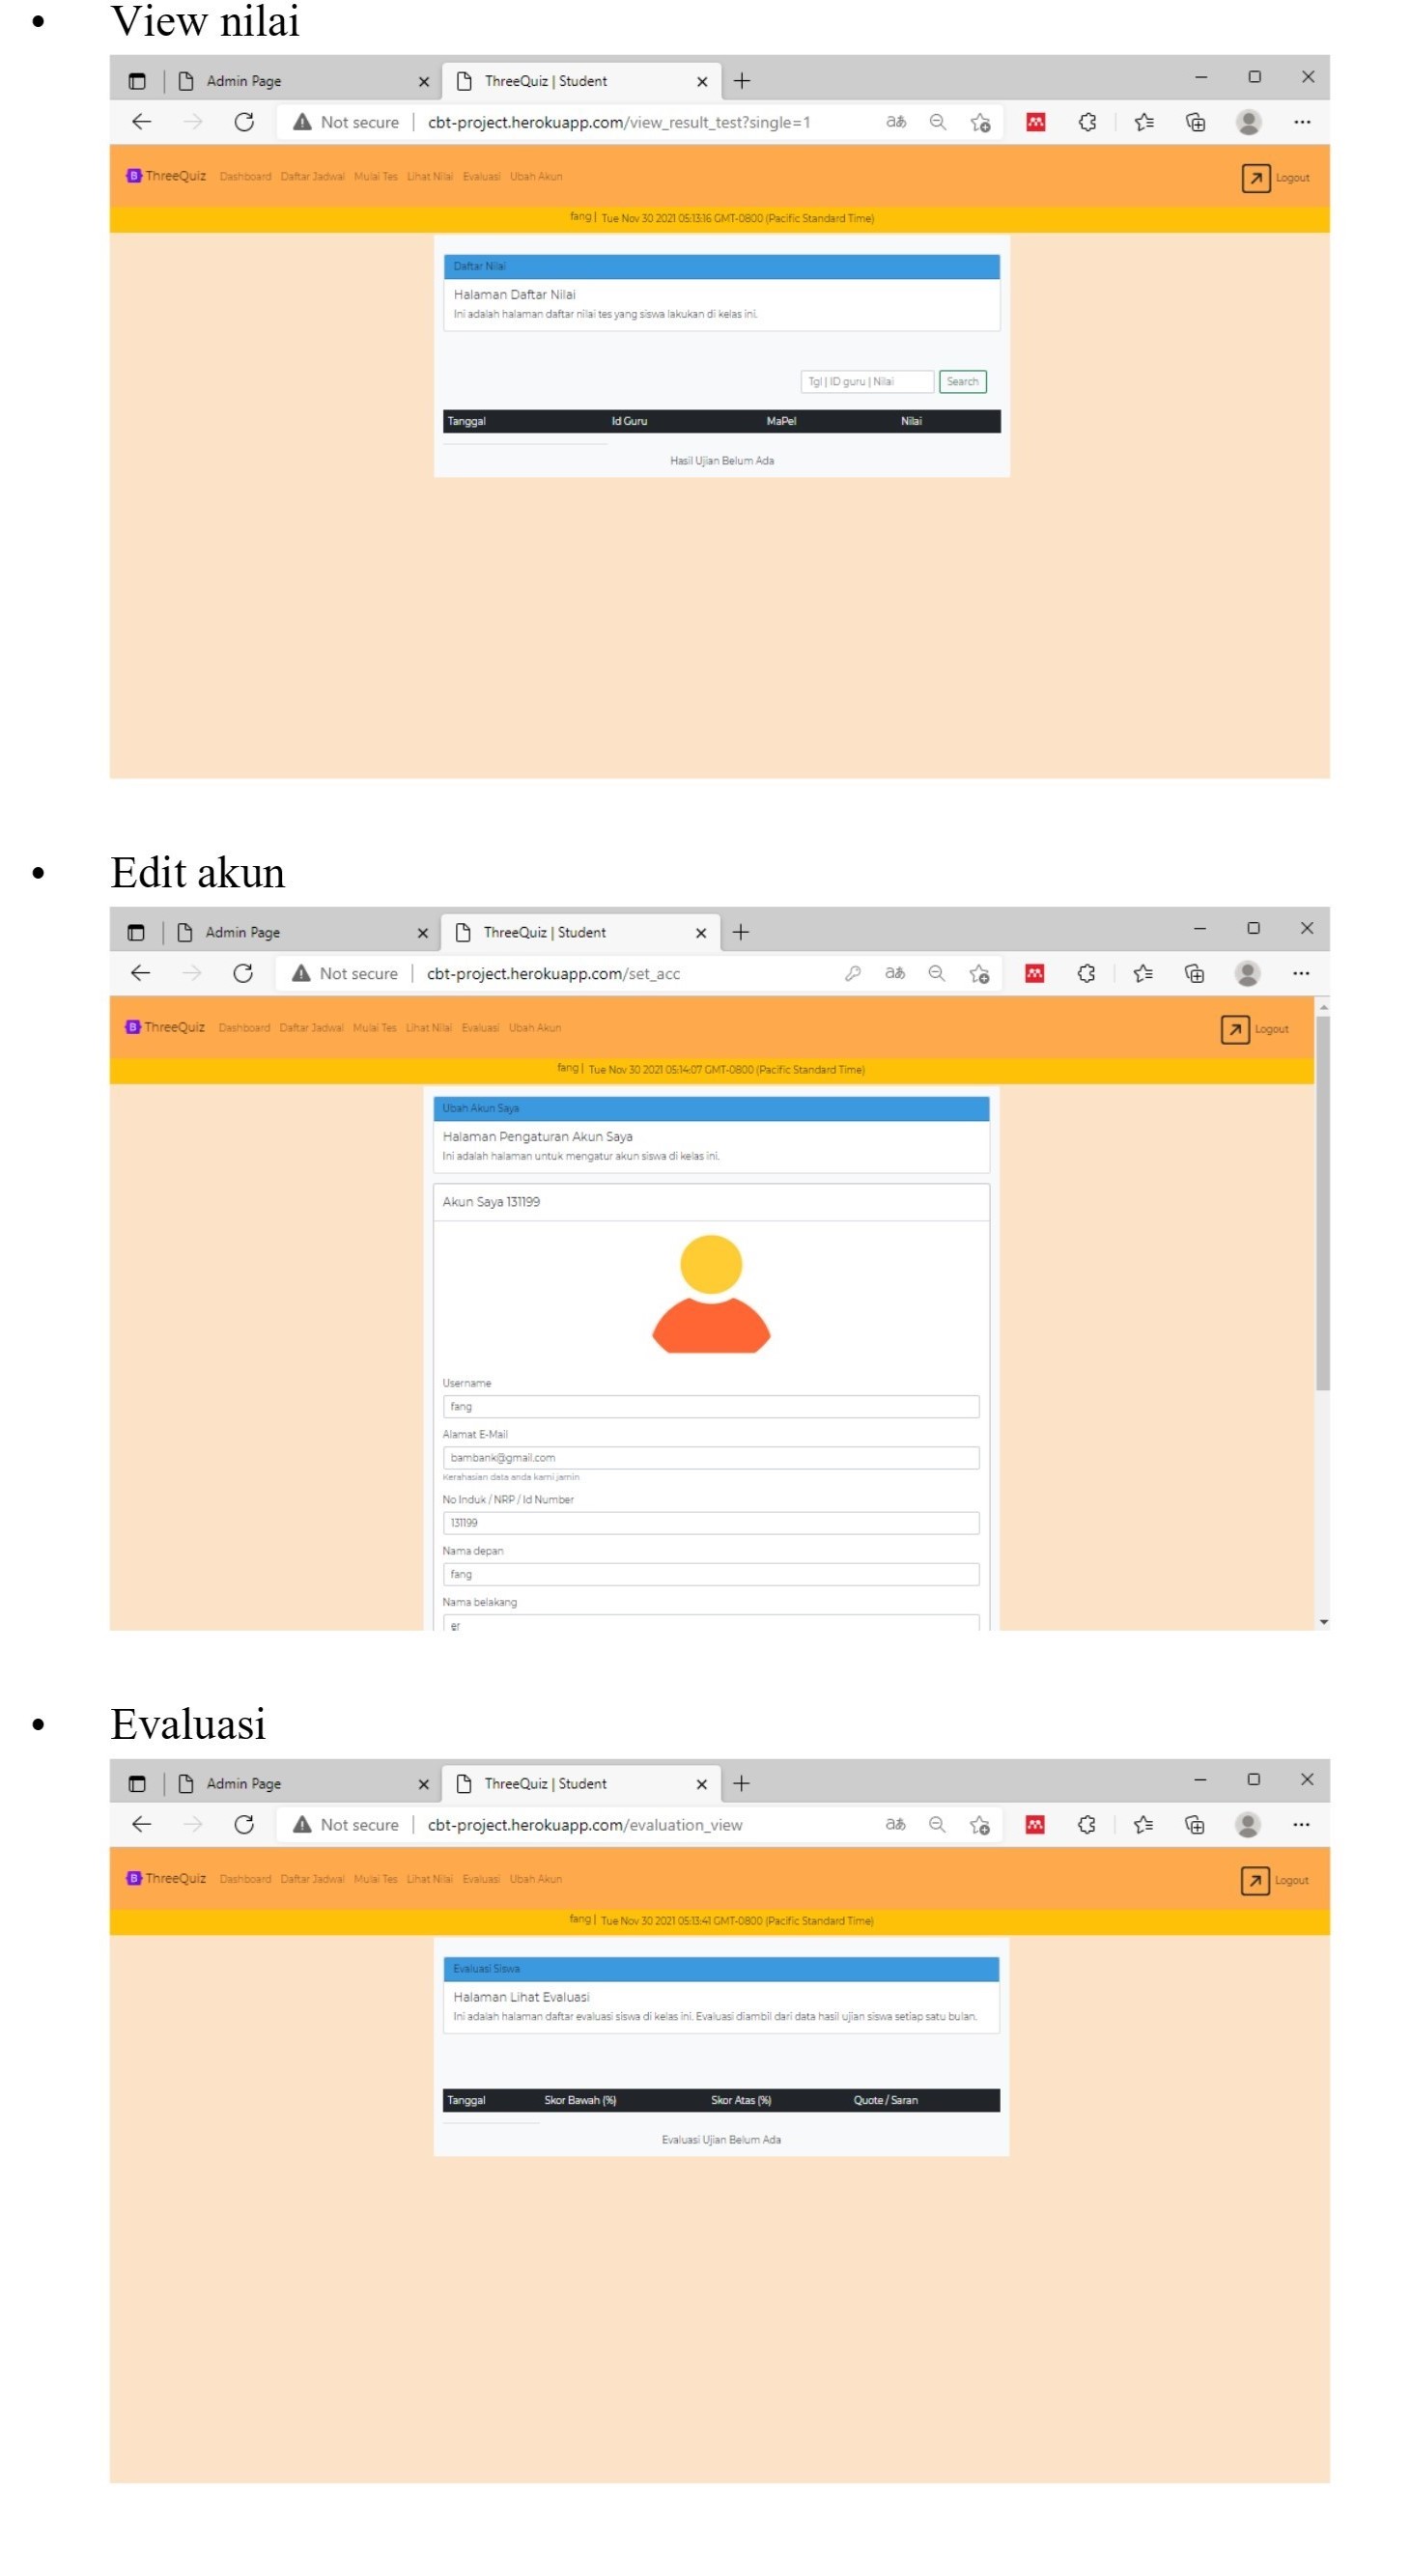 • View nilai
Admin Page
ThreeQuiz | Student
Not secure | cbt-project.herokuapp.com/view_result_test?single=1
B ThreeQuiz Dashboard Daftar Jadwal Mulai Tes Lihat Nilai Evaluasi Ubah Akun Logout
fang | Tue Nov 30 2021 05:13:16 GMT-0800 (Pacific Standard Time)
Daftar Nilai
Halaman Daftar Nilai
Ini adalah halaman daftar nilai tes yang siswa lakukan di kelas ini.
Tgl | ID guru | Nilai Search
Tanggal Id Guru MaPel Nilai
Hasil Ujian Belum Ada
• Edit akun
Admin Page
ThreeQuiz | Student
Not secure | cbt-project.herokuapp.com/set_acc
B ThreeQuiz Dashboard Daftar Jadwal Mulai Tes Lihat Nilai Evaluasi Ubah Akun Logout
fang | Tue Nov 30 2021 05:14:07 GMT-0800 (Pacific Standard Time)
Ubah Akun Saya
Halaman Pengaturan Akun Saya
Ini adalah halaman untuk mengatur akun siswa di kelas ini.
Akun Saya 131199
Username
fang
Alamat E-Mail
bambank@gmail.com
Kerahasian data anda kami jamin
No Induk / NRP / Id Number
131199
Nama depan
fang
Nama belakang
er
• Evaluasi
Admin Page
ThreeQuiz | Student
Not secure | cbt-project.herokuapp.com/evaluation_view
B ThreeQuiz Dashboard Daftar Jadwal Mulai Tes Lihat Nilai Evaluasi Ubah Akun Logout
fang | Tue Nov 30 2021 05:13:41 GMT-0800 (Pacific Standard Time)
Evaluasi Siswa
Halaman Lihat Evaluasi
Ini adalah halaman daftar evaluasi siswa di kelas ini. Evaluasi diambil dari data hasil ujian siswa setiap satu bulan.
Tanggal Skor Bawah (%) Skor Atas (%) Quote / Saran
Evaluasi Ujian Belum Ada